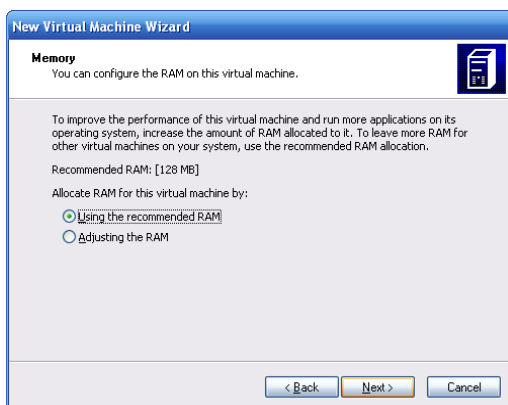 New Virtual Machine Wizard
Memory
You can configure the RAM on this virtual machine.
To improve the performance of this virtual machine and run more applications on its
operating system, increase the amount of RAM allocated to it. To leave more RAM for
other virtual machines on your system, use the recommended RAM allocation.
Recommended RAM: [128 MB]
Allocate RAM for this virtual machine by:
Using the recommended RAM
Adjusting the RAM
< Back Next > Cancel